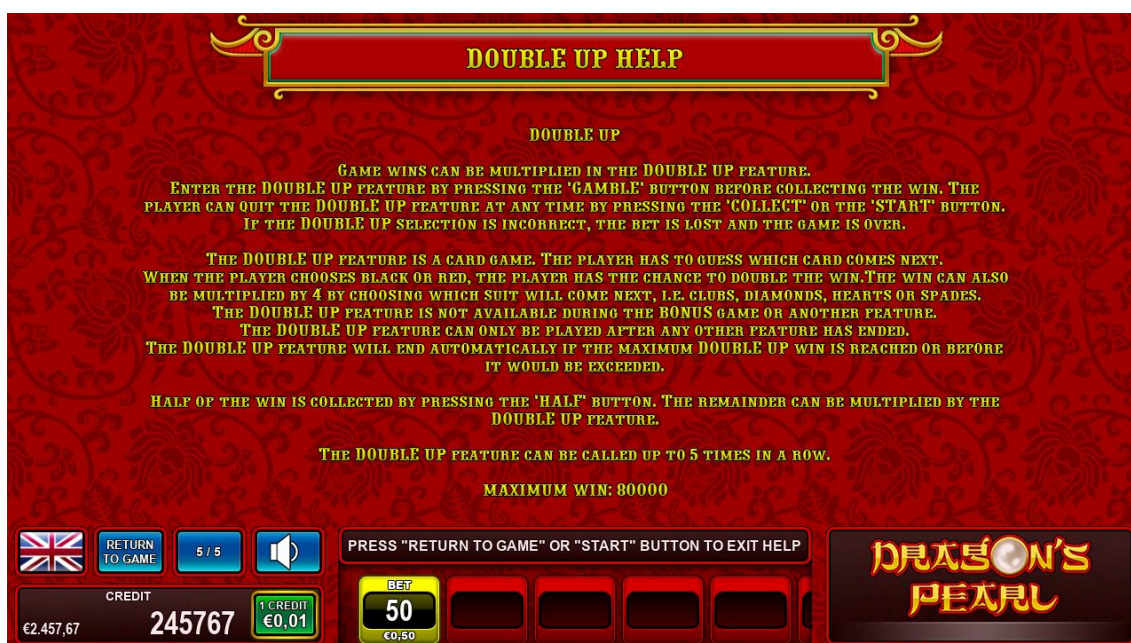 DOUBLE UP HELP
DOUBLE UP
GAME WINS CAN BE MULTIPLIED IN THE DOUBLE UP FEATURE.
ENTER THE DOUBLE UP FEATURE BY PRESSING THE 'GAMBLE' BUTTON BEFORE COLLECTING THE WIN. THE
PLAYER CAN QUIT THE DOUBLE UP FEATURE AT ANY TIME BY PRESSING THE 'COLLECT' OR THE 'START' BUTTON.
IF THE DOUBLE UP SELECTION IS INCORRECT, THE BET IS LOST AND THE GAME IS OVER.
THE DOUBLE UP FEATURE IS A CARD GAME. THE PLAYER HAS TO GUESS WHICH CARD COMES NEXT.
WHEN THE PLAYER CHOOSES BLACK OR RED, THE PLAYER HAS THE CHANCE TO DOUBLE THE WIN.THE WIN CAN ALSO
BE MULTIPLIED BY 4 BY CHOOSING WHICH SUIT WILL COME NEXT, I.E. CLUBS, DIAMONDS, HEARTS OR SPADES.
THE DOUBLE UP FEATURE IS NOT AVAILABLE DURING THE BONUS GAME OR ANOTHER FEATURE.
THE DOUBLE UP FEATURE CAN ONLY BE PLAYED AFTER ANY OTHER FEATURE HAS ENDED.
THE DOUBLE UP FEATURE WILL END AUTOMATICALLY IF THE MAXIMUM DOUBLE UP WIN IS REACHED OR BEFORE
IT WOULD BE EXCEEDED.
HALF OF THE WIN IS COLLECTED BY PRESSING THE 'HALF' BUTTON. THE REMAINDER CAN BE MULTIPLIED BY THE
DOUBLE UP FEATURE.
THE DOUBLE UP FEATURE CAN BE CALLED UP TO 5 TIMES IN A ROW.
MAXIMUM WIN: 80000
RETURN
TO GAME
5 / 5
PRESS "RETURN TO GAME" OR "START" BUTTON TO EXIT HELP
CREDIT
€2.457,67
245767
1 CREDIT
€0,01
BET
50
€0,50
DRAGON'S
PEARL